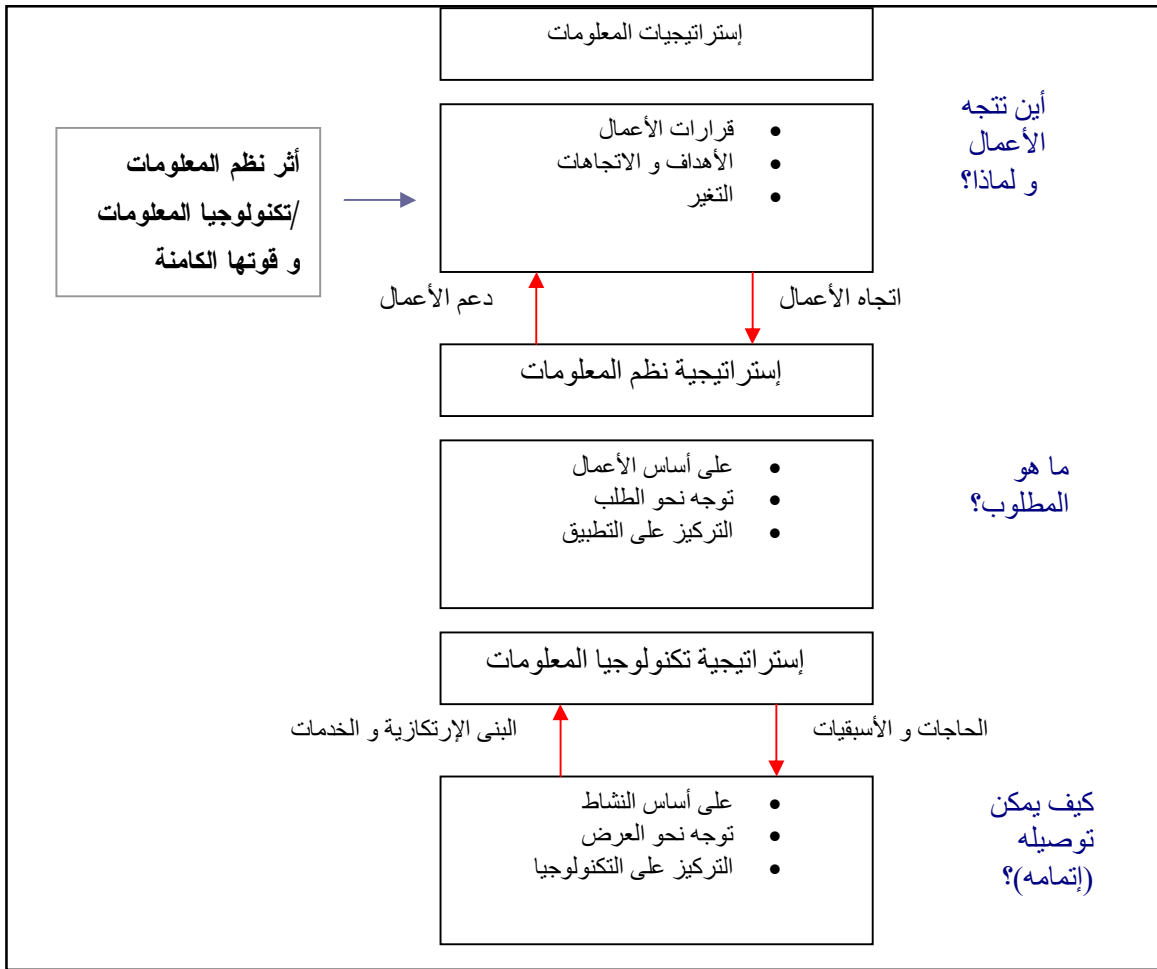 إستراتيجيات المعلومات
أين تتجه
الأعمال
و لماذا؟
• قرارات الأعمال
• الأهداف و الاتجاهات
• التغير
أثر نظم المعلومات
/تكنولوجيا المعلومات
و قوتها الكامنة
اتجاه الأعمال
دعم الأعمال
إستراتيجية نظم المعلومات
ما هو
المطلوب؟
• على أساس الأعمال
• توجه نحو الطلب
• التركيز على التطبيق
إستراتيجية تكنولوجيا المعلومات
الحاجات و الأسبقيات
البنى الإرتكازية و الخدمات
كيف يمكن
توصيله
(إتمامه)؟
• على أساس النشاط
• توجه نحو العرض
• التركيز على التكنولوجيا